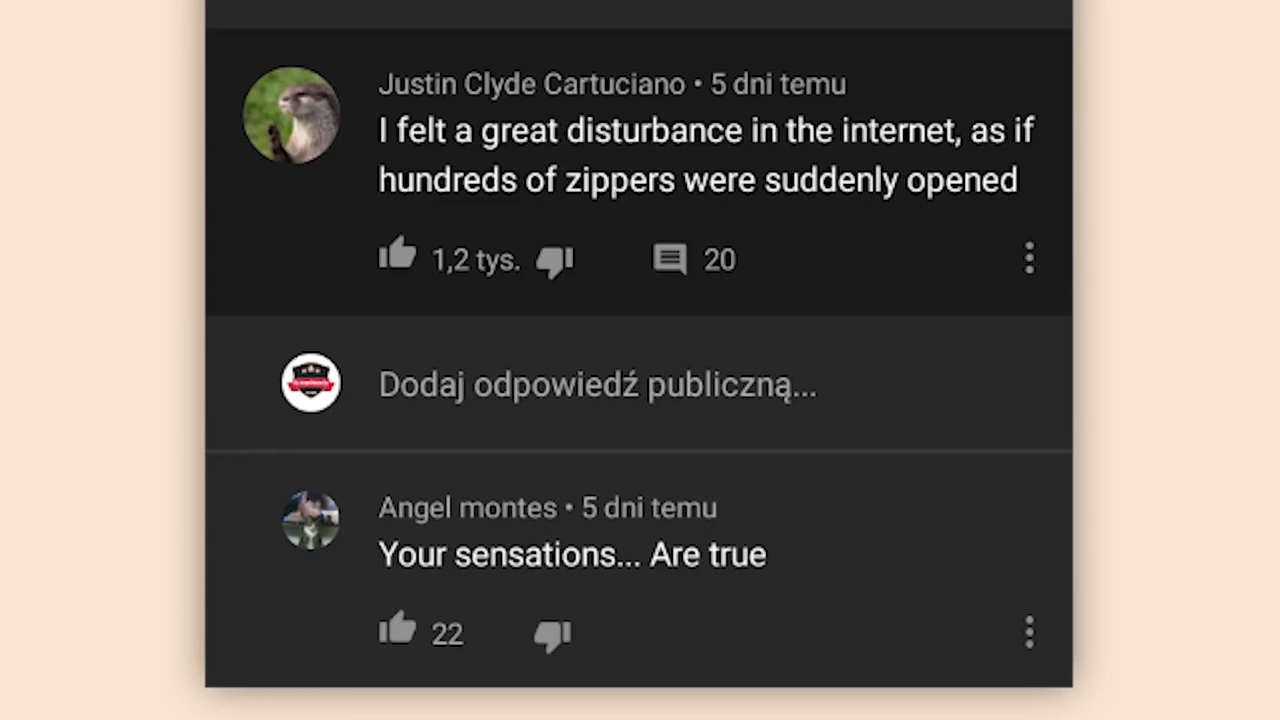 Justin Clyde Cartuciano • 5 dni temu
I felt a great disturbance in the internet, as if
hundreds of zippers were suddenly opened
1,2 tys.
20
Dodaj odpowiedź publiczną...
Angel montes • 5 dni temu
Your sensations... Are true
22